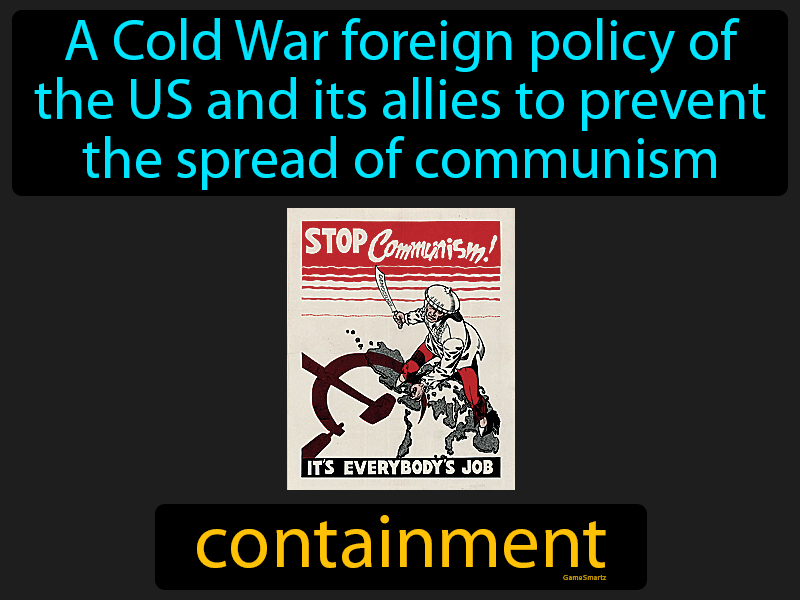 A Cold War foreign policy of
the US and its allies to prevent
the spread of communism
STOP Communism!
IT'S EVERYBODY'S JOB
containment
GameSmartz